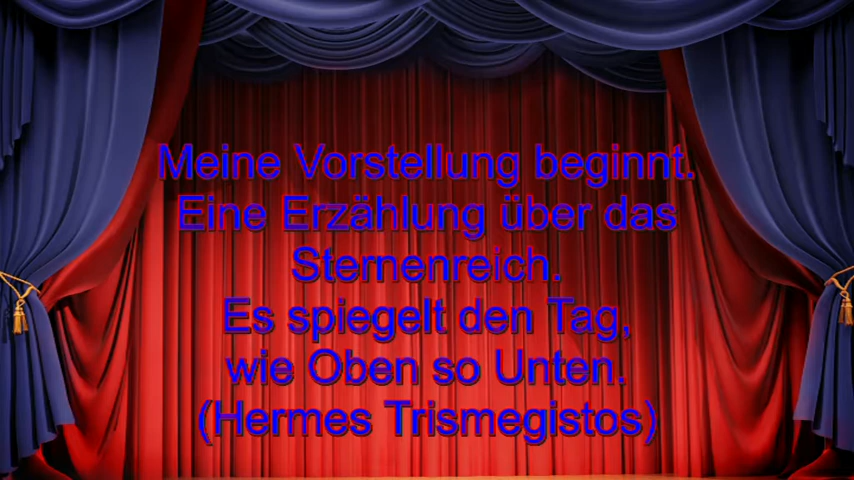 Meine Vorstellung beginnt.
Eine Erzählung über das
Sternenreich.
Es spiegelt den Tag,
wie Oben so Unten.
(Hermes Trismegistos)